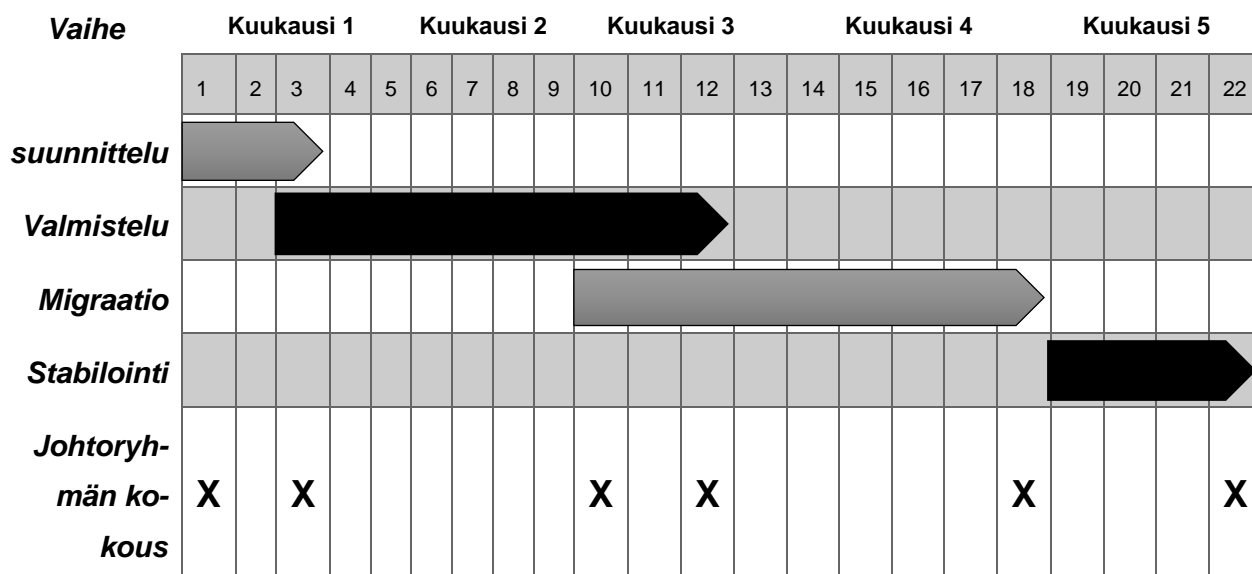 Vaihe Kuukausi 1 Kuukausi 2 Kuukausi 3 Kuukausi 4 Kuukausi 5
1 2 3 4 5 6 7 8 9 10 11 12 13 14 15 16 17 18 19 20 21 22
suunnittelu
Valmistelu
Migraatio
Stabilointi
Johtoryh-
män ko-
kous
X X X X X X